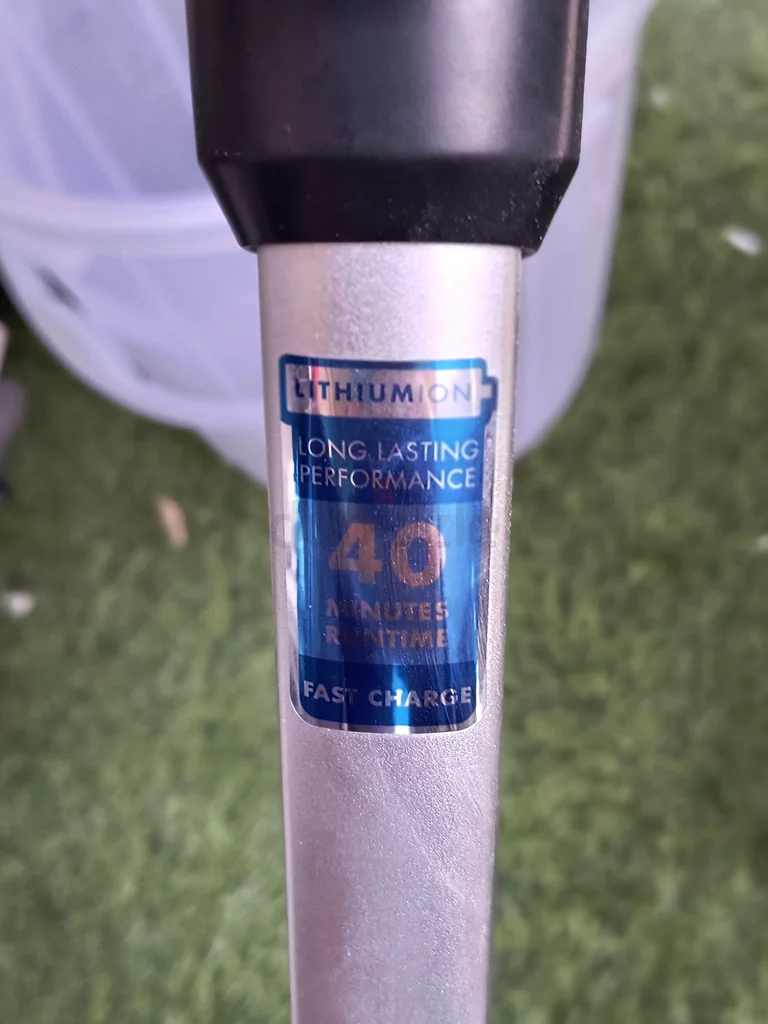 LITHIUMION
LONG LASTING
PERFORMANCE
40
MINUTES
RUNTIME
FAST CHARGE